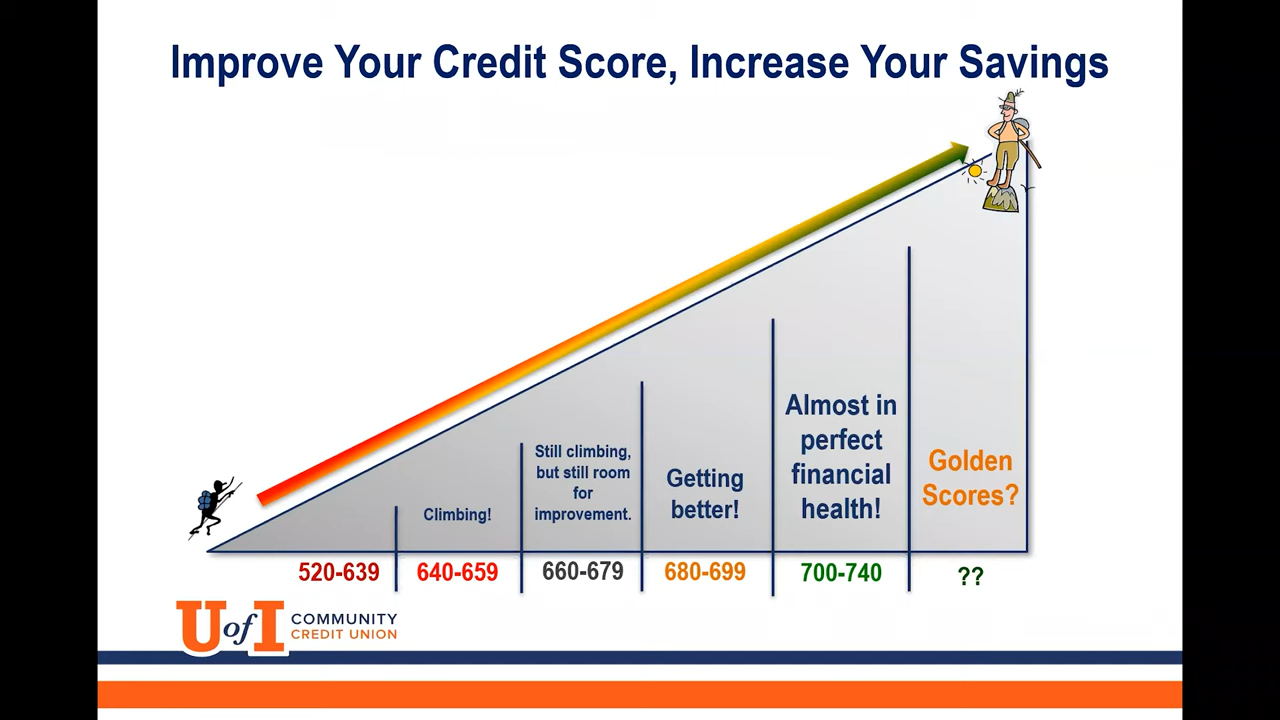 Improve Your Credit Score, Increase Your Savings
Climbing!
Still climbing,
but still room
for
improvement.
Getting
better!
Almost in
perfect
financial
health!
Golden
Scores?
520-639
640-659
660-679
680-699
700-740
??
U of I COMMUNITY
CREDIT UNION